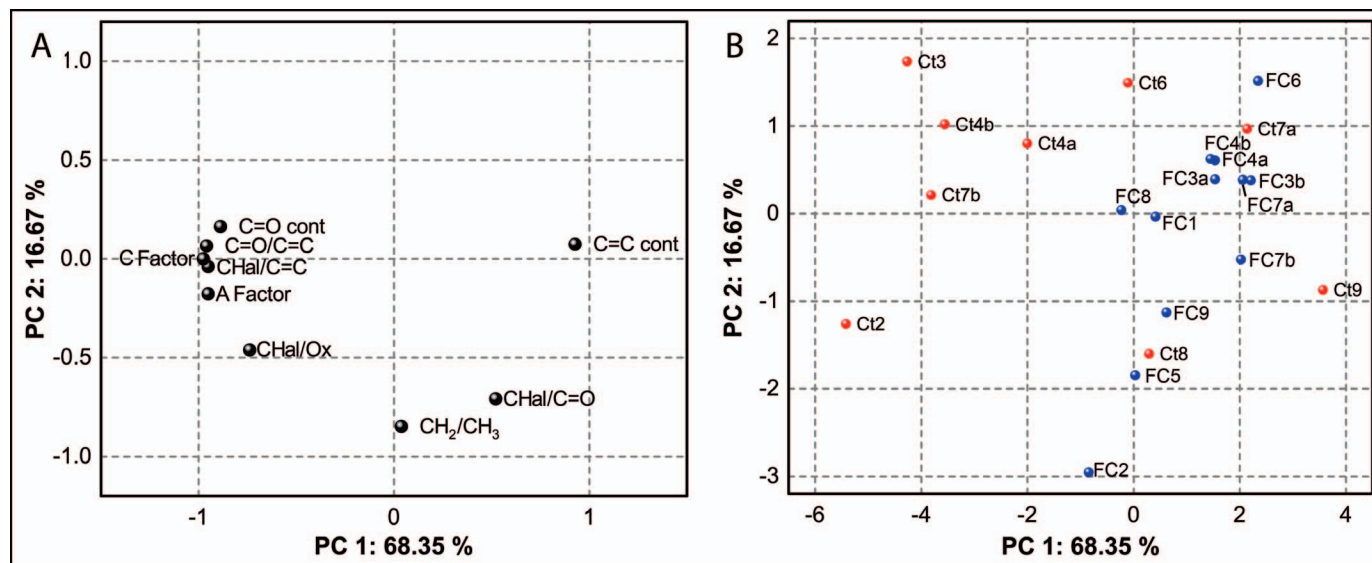 A
PC 2: 16.67 %
1.0
0.5
0.0
-0.5
-1.0
C=O cont
C=O/C=C
C Factor
CHal/C=C
A Factor
CHal/Ox
C=C cont
CHal/C=O
CH₂/CH₃
-1
0
1
PC 1: 68.35 %
B
PC 2: 16.67 %
2
1
0
-1
-2
-3
Ct3
Ct6
FC6
Ct4b
Ct7a
Ct4a
FC4b
FC4a
FC3a
FC3b
Ct7b
FC7a
FC8
FC1
FC7b
Ct9
Ct2
FC9
Ct8
FC5
FC2
-6
-4
-2
0
2
4
PC 1: 68.35 %